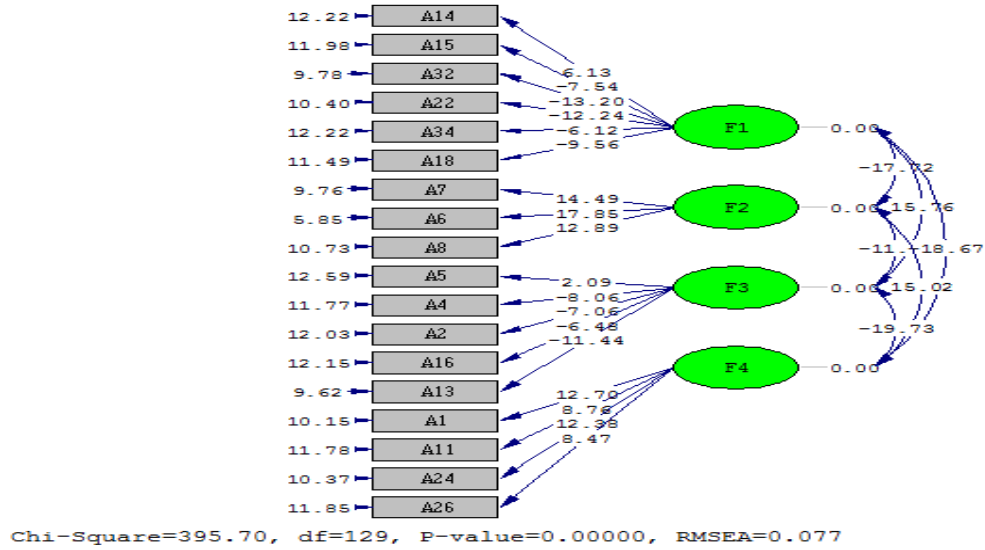 12.22 A14
11.98 A15
9.78 A32
10.40 A22
12.22 A34
11.49 A18
9.76 A7
5.85 A6
10.73 A8
12.59 A5
11.77 A4
12.03 A2
12.15 A16
9.62 A13
10.15 A1
11.78 A11
10.37 A24
11.85 A26
6.13
-7.54
-13.20
-12.24
-6.12
-9.56
14.49
17.85
12.89
2.09
-8.06
-7.06
-6.48
-11.44
12.70
8.76
12.38
8.47
F1 0.00
F2 0.00
F3 0.00
F4 0.00
-17.72
15.76
-18.67
15.02
-19.73
Chi-Square=395.70, df=129, P-value=0.00000, RMSEA=0.077